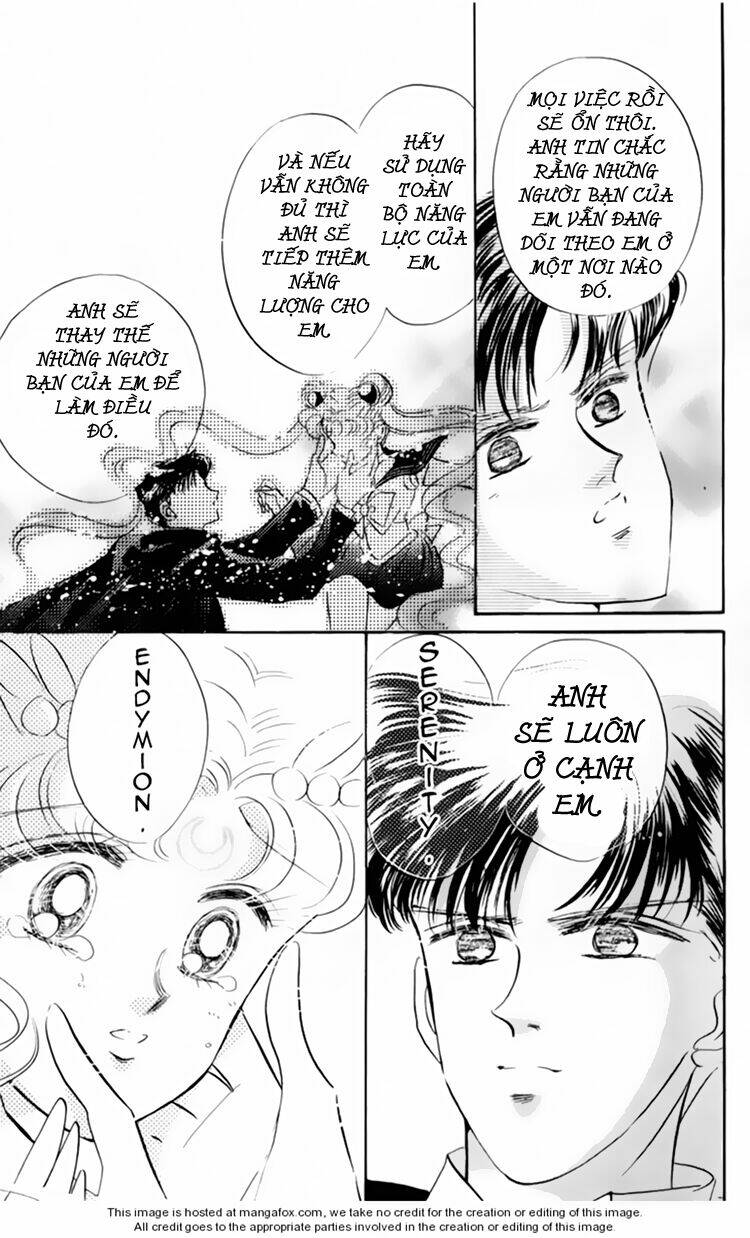 MỌI VIỆC RỒI
SẼ ỔN THÔI.
ANH TIN CHẮC
RẰNG NHỮNG
NGƯỜI BẠN CỦA
EM VẪN ĐANG
DÕI THEO EM Ở
MỘT NƠI NÀO
ĐÓ.
HÃY
SỬ DỤNG
TOÀN
BỘ NĂNG
LỰC CỦA
EM
VÀ NẾU
VẪN KHÔNG
ĐỦ THÌ
ANH SẼ
TIẾP THÊM
NĂNG
LƯỢNG CHO
EM.
ANH SẼ
THAY THẾ
NHỮNG NGƯỜI
BẠN CỦA EM ĐỂ
LÀM ĐIỀU
ĐÓ.
ANH
SẼ LUÔN
Ở CẠNH
EM
SERENITY.
ENDYMION.
This image is hosted at mangafox.com, we take no credit for the creation or editing of this image.
All credit goes to the appropriate parties involved in the creation or editing of this image.